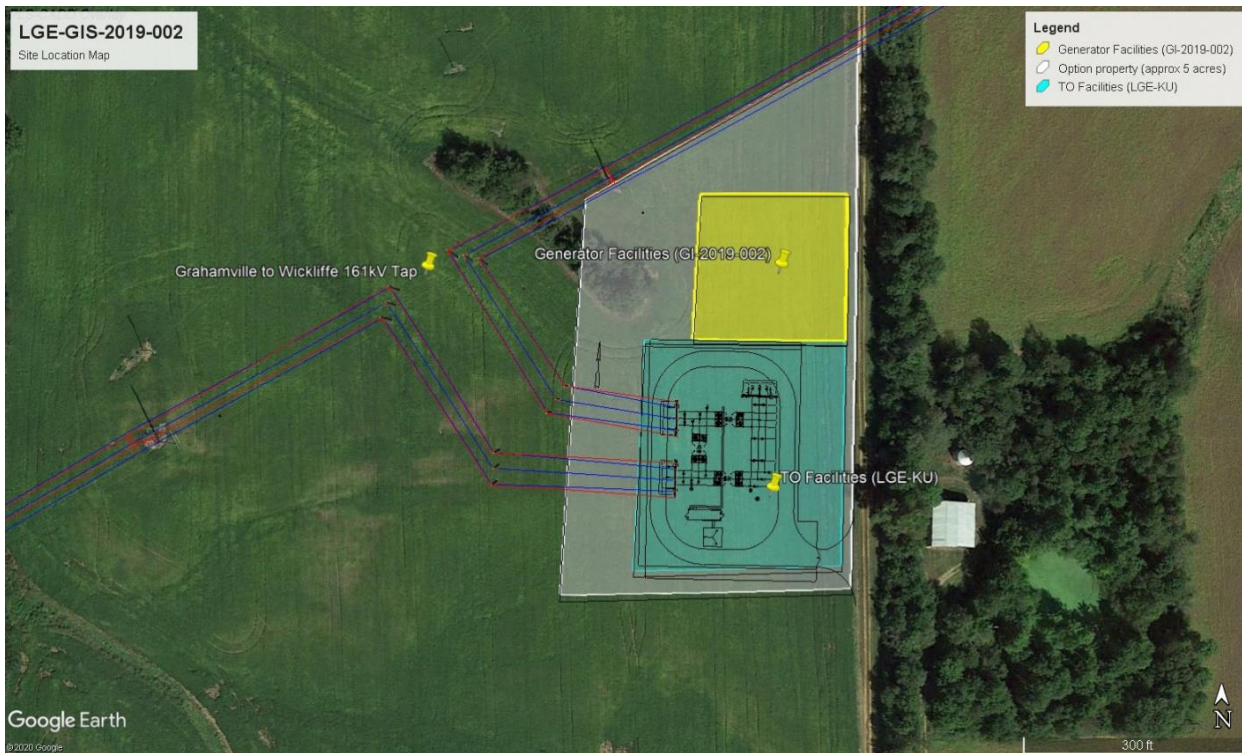 LGE-GIS-2019-002
Site Location Map
Legend
Generator Facilities (GI-2019-002)
Option property (approx 5 acres)
TO Facilities (LGE-KU)
Generator Facilities (GI-2019-002)
Grahamville to Wickliffe 161kV Tap
TO Facilities (LGE-KU)
Google Earth
©2020 Google
N
300 ft